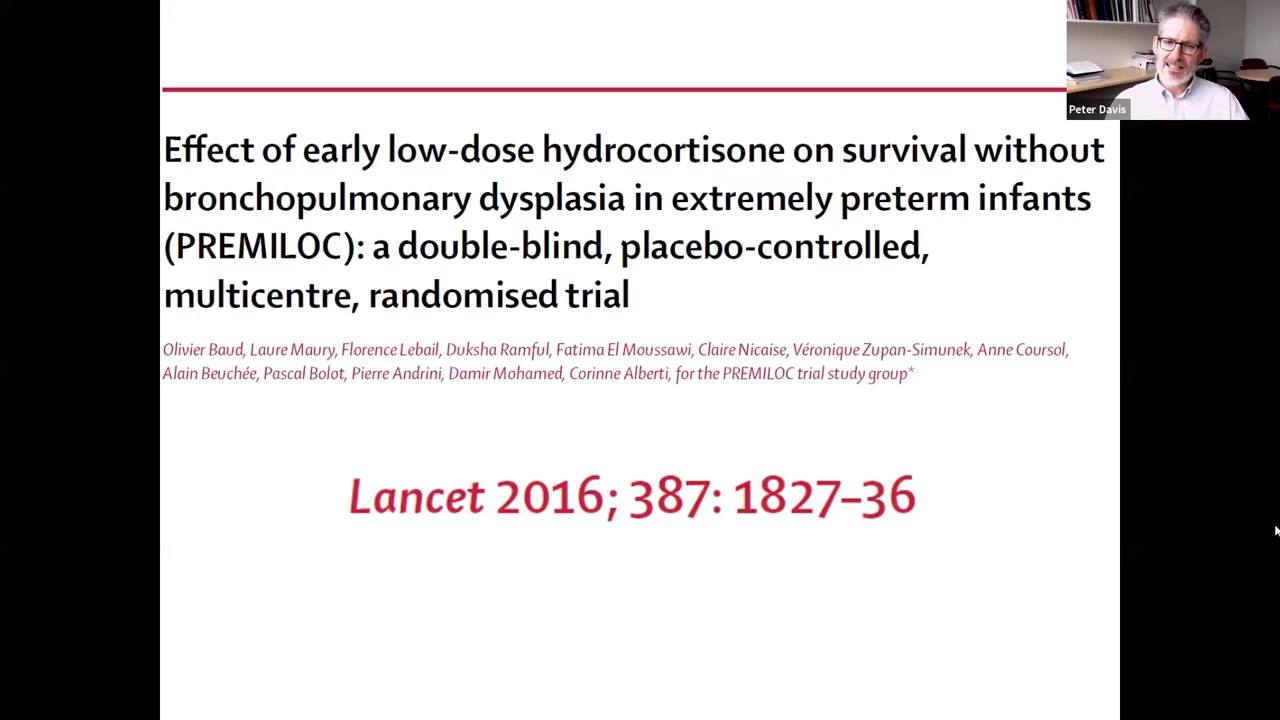 Peter Davis
Effect of early low-dose hydrocortisone on survival without
bronchopulmonary dysplasia in extremely preterm infants
(PREMILOC): a double-blind, placebo-controlled,
multicentre, randomised trial
Olivier Baud, Laure Maury, Florence Lebail, Duksha Ramful, Fatima El Moussawi, Claire Nicaise, Véronique Zupan-Simunek, Anne Coursol,
Alain Beuchée, Pascal Bolot, Pierre Andrini, Damir Mohamed, Corinne Alberti, for the PREMILOC trial study group*
Lancet 2016; 387: 1827–36